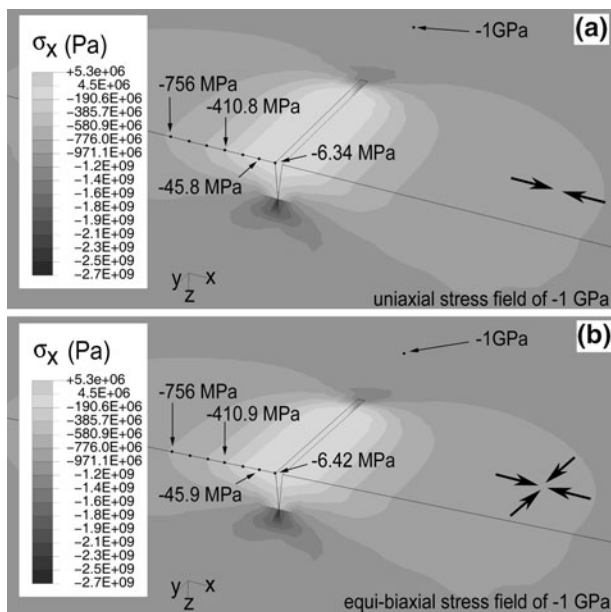 (a)
σx (Pa)
+5.3e+06
4.5E+06
−190.6E+06
−385.7E+06
−580.9E+06
−776.0E+06
−971.1E+06
−1.2E+09
−1.4E+09
−1.6E+09
−1.8E+09
−1.9E+09
−2.1E+09
−2.3E+09
−2.5E+09
−2.7E+09
-1GPa
-756 MPa
-410.8 MPa
-6.34 MPa
-45.8 MPa
y x
z
uniaxial stress field of -1 GPa
(b)
σx (Pa)
+5.3e+06
4.5E+06
−190.6E+06
−385.7E+06
−580.9E+06
−776.0E+06
−971.1E+06
−1.2E+09
−1.4E+09
−1.6E+09
−1.8E+09
−1.9E+09
−2.1E+09
−2.3E+09
−2.5E+09
−2.7E+09
-1GPa
-756 MPa
-410.9 MPa
-6.42 MPa
-45.9 MPa
y x
z
equi-biaxial stress field of -1 GPa